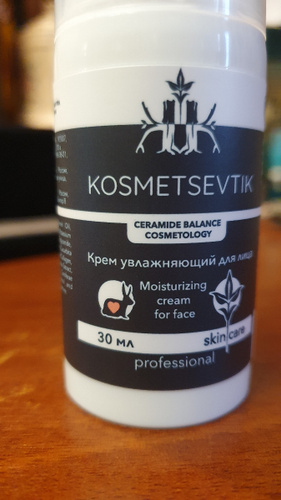 KOSMETSEVTIK
CERAMIDE BALANCE
COSMETOLOGY
Крем увлажняющий для лица
Moisturizing
cream
for face
30 мл
skin care
professional